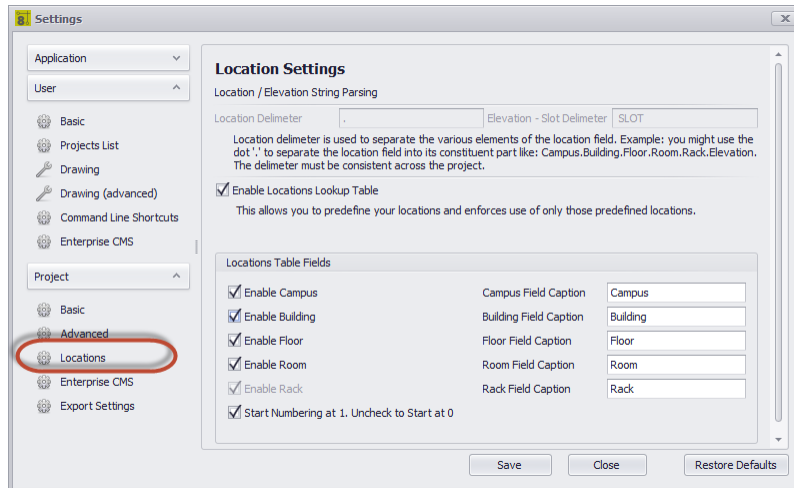 8
Settings
Application
User
Basic
Projects List
Drawing
Drawing (advanced)
Command Line Shortcuts
Enterprise CMS
Project
Basic
Advanced
Locations
Enterprise CMS
Export Settings
Location Settings
Location / Elevation String Parsing
Location Delimeter . Elevation - Slot Delimeter SLOT
Location delimeter is used to separate the various elements of the location field. Example: you might use the
dot '.' to separate the location field into its constituent part like: Campus.Building.Floor.Room.Rack.Elevation.
The delimeter must be consistent across the project.
Enable Locations Lookup Table
This allows you to predefine your locations and enforces use of only those predefined locations.
Locations Table Fields
Enable Campus Campus Field Caption Campus
Enable Building Building Field Caption Building
Enable Floor Floor Field Caption Floor
Enable Room Room Field Caption Room
Enable Rack Rack Field Caption Rack
Start Numbering at 1. Uncheck to Start at 0
Save Close Restore Defaults